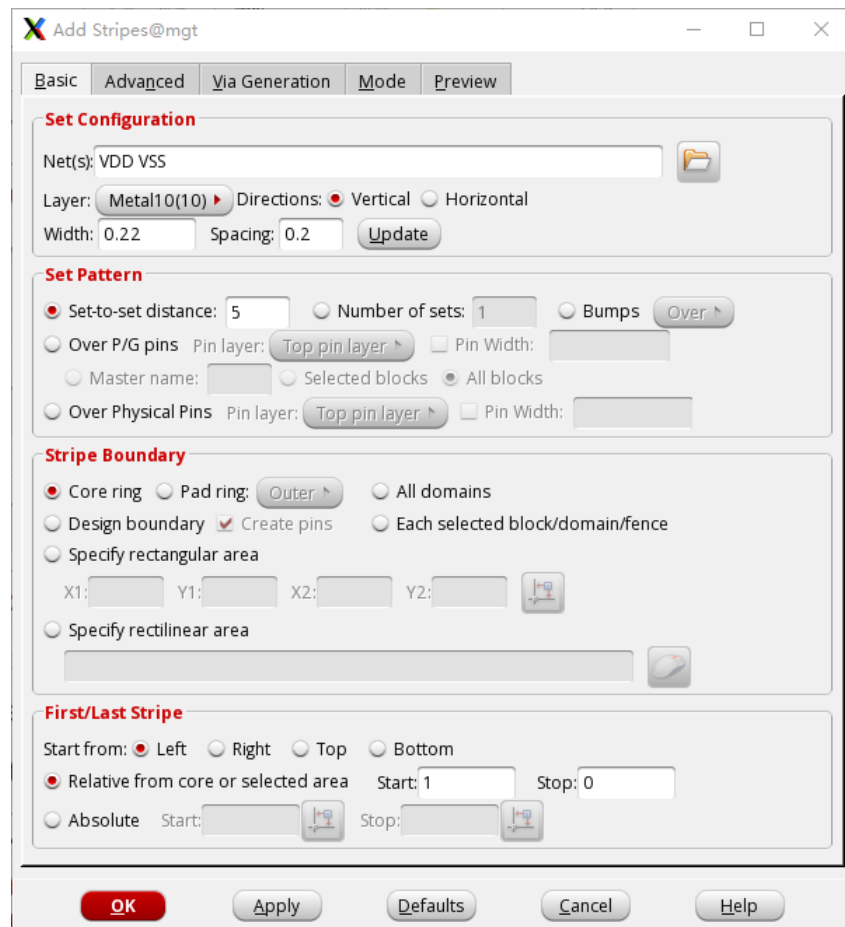 Add Stripes@mgt
Basic Advanced Via Generation Mode Preview
Set Configuration
Net(s): VDD VSS
Layer: Metal10(10) Directions: Vertical Horizontal
Width: 0.22 Spacing: 0.2 Update
Set Pattern
Set-to-set distance: 5 Number of sets: 1 Bumps Over
Over P/G pins Pin layer: Top pin layer Pin Width:
Master name: Selected blocks All blocks
Over Physical Pins Pin layer: Top pin layer Pin Width:
Stripe Boundary
Core ring Pad ring: Outer All domains
Design boundary Create pins Each selected block/domain/fence
Specify rectangular area
X1: Y1: X2: Y2:
Specify rectilinear area
First/Last Stripe
Start from: Left Right Top Bottom
Relative from core or selected area Start: 1 Stop: 0
Absolute Start: Stop:
OK Apply Defaults Cancel Help